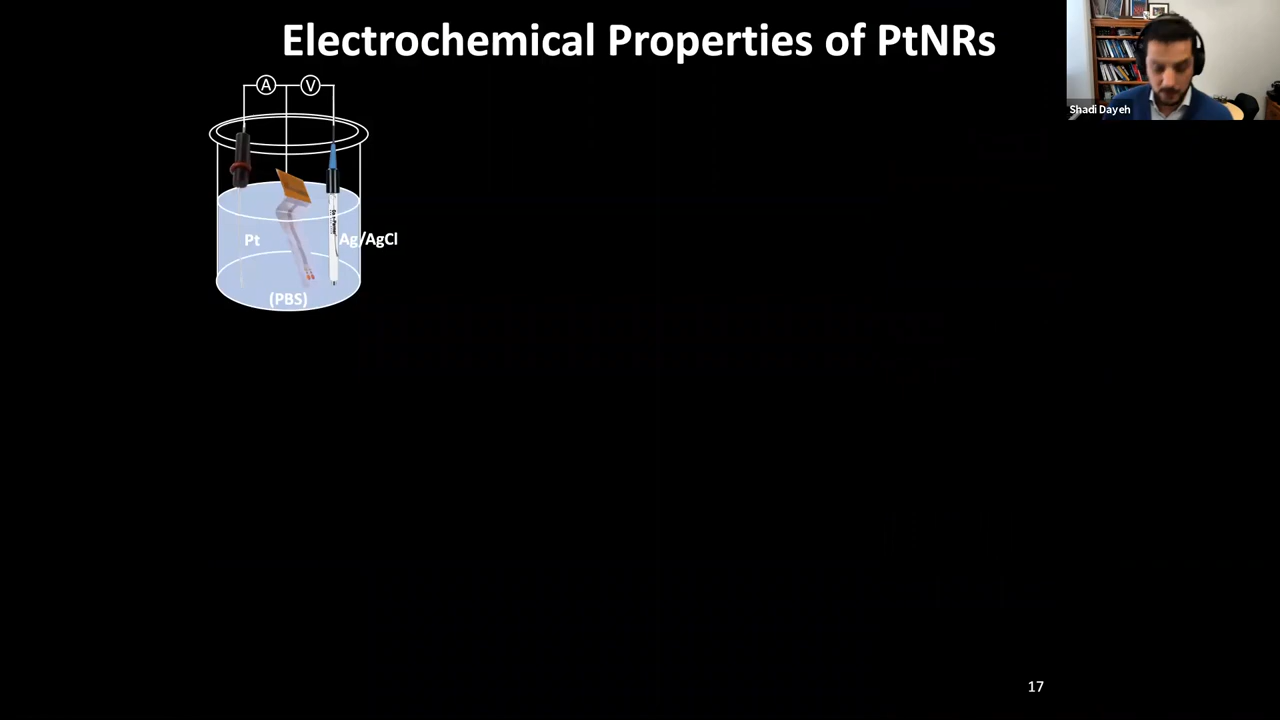 Electrochemical Properties of PtNRs
A
V
Shadi Dayeh
Pt
Ag/AgCl
(PBS)
17